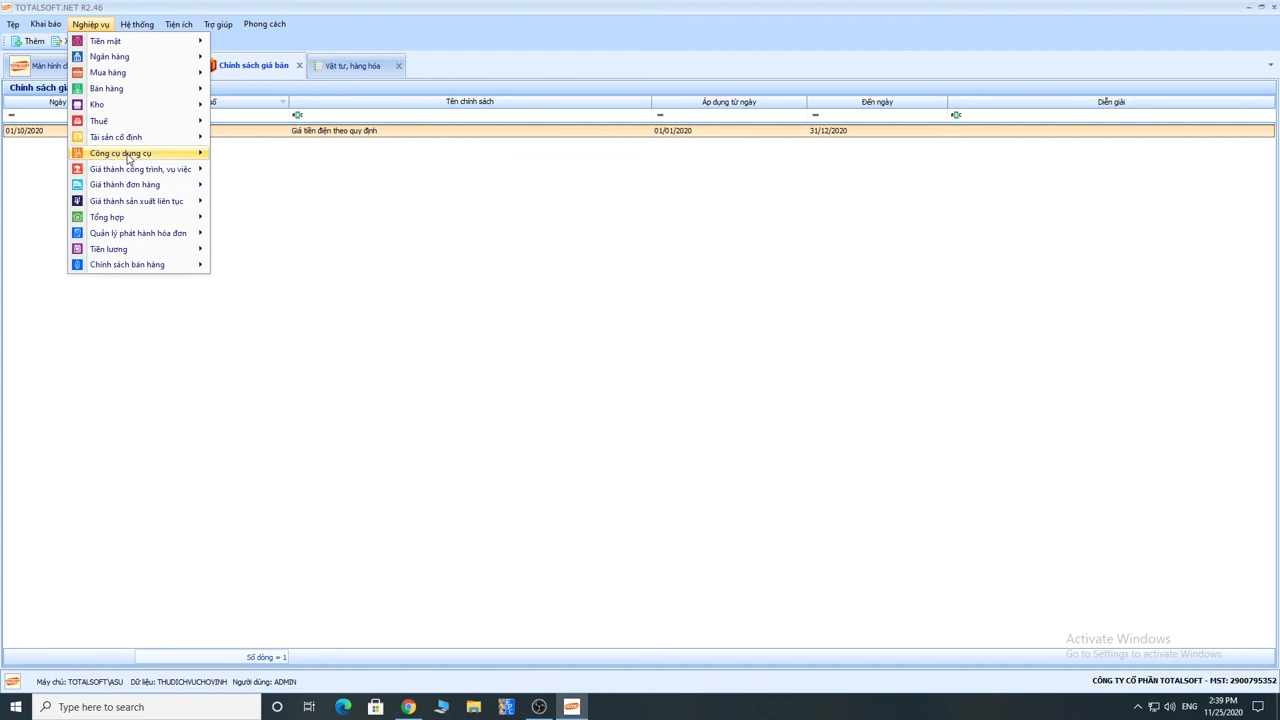 TOTALSOFT.NET R2.46
Tệp Khai báo Nghiệp vụ Hệ thống Tiện ích Trợ giúp Phong cách
Thêm
Màn hình Chính sách giá bán Vật tư, hàng hóa
Tiền mặt
Ngân hàng
Mua hàng
Bán hàng
Kho
Thuế
Tài sản cố định
Công cụ dụng cụ
Giá thành công trình, vụ việc
Giá thành đơn hàng
Giá thành sản xuất liên tục
Tổng hợp
Quản lý phát hành hóa đơn
Tiền lương
Chính sách bán hàng
Chính sách
Ngày số Tên chính sách Áp dụng từ ngày Đến ngày Diễn giải
01/10/2020 Giá tiền điện theo quy định 01/01/2020 31/12/2020
Số dòng = 1
Activate Windows
Go to Settings to activate Windows.
Máy chủ: TOTALSOFT\ASU Dữ liệu: THUDICHVUCHOVINH Người dùng: ADMIN CÔNG TY CỔ PHẦN TOTALSOFT - MST: 2900795352
Type here to search ENG 2:39 PM
11/25/2020